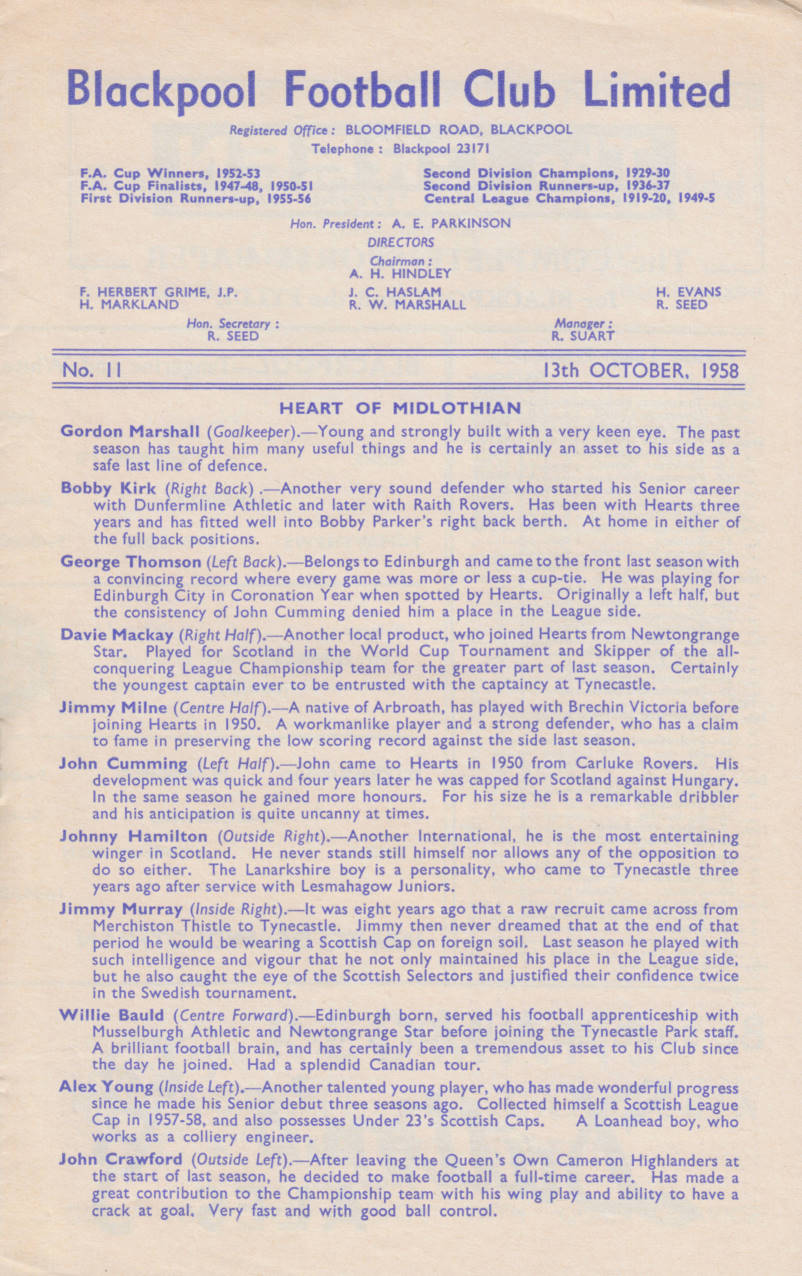 Blackpool Football Club Limited
Registered Office : BLOOMFIELD ROAD, BLACKPOOL
Telephone : Blackpool 23171
F.A. Cup Winners, 1952-53
F.A. Cup Finalists, 1947-48, 1950-51
First Division Runners-up, 1955-56
Second Division Champions, 1929-30
Second Division Runners-up, 1936-37
Central League Champions, 1919-20, 1949-5
Hon. President : A. E. PARKINSON
DIRECTORS
Chairman :
A. H. HINDLEY
F. HERBERT GRIME, J.P. J. C. HASLAM H. EVANS
H. MARKLAND R. W. MARSHALL R. SEED
Hon. Secretary : Manager :
R. SEED R. SUART
No. 11 13th OCTOBER, 1958
HEART OF MIDLOTHIAN
Gordon Marshall (Goalkeeper).—Young and strongly built with a very keen eye. The past
season has taught him many useful things and he is certainly an asset to his side as a
safe last line of defence.
Bobby Kirk (Right Back) .—Another very sound defender who started his Senior career
with Dunfermline Athletic and later with Raith Rovers. Has been with Hearts three
years and has fitted well into Bobby Parker's right back berth. At home in either of
the full back positions.
George Thomson (Left Back).—Belongs to Edinburgh and came to the front last season with
a convincing record where every game was more or less a cup-tie. He was playing for
Edinburgh City in Coronation Year when spotted by Hearts. Originally a left half, but
the consistency of John Cumming denied him a place in the League side.
Davie Mackay (Right Half).—Another local product, who joined Hearts from Newtongrange
Star. Played for Scotland in the World Cup Tournament and Skipper of the all-
conquering League Championship team for the greater part of last season. Certainly
the youngest captain ever to be entrusted with the captaincy at Tynecastle.
Jimmy Milne (Centre Half).—A native of Arbroath, has played with Brechin Victoria before
joining Hearts in 1950. A workmanlike player and a strong defender, who has a claim
to fame in preserving the low scoring record against the side last season.
John Cumming (Left Half).—John came to Hearts in 1950 from Carluke Rovers. His
development was quick and four years later he was capped for Scotland against Hungary.
In the same season he gained more honours. For his size he is a remarkable dribbler
and his anticipation is quite uncanny at times.
Johnny Hamilton (Outside Right).—Another International, he is the most entertaining
winger in Scotland. He never stands still himself nor allows any of the opposition to
do so either. The Lanarkshire boy is a personality, who came to Tynecastle three
years ago after service with Lesmahagow Juniors.
Jimmy Murray (Inside Right).—It was eight years ago that a raw recruit came across from
Merchiston Thistle to Tynecastle. Jimmy then never dreamed that at the end of that
period he would be wearing a Scottish Cap on foreign soil. Last season he played with
such intelligence and vigour that he not only maintained his place in the League side,
but he also caught the eye of the Scottish Selectors and justified their confidence twice
in the Swedish tournament.
Willie Bauld (Centre Forward).—Edinburgh born, served his football apprenticeship with
Musselburgh Athletic and Newtongrange Star before joining the Tynecastle Park staff.
A brilliant football brain, and has certainly been a tremendous asset to his Club since
the day he joined. Had a splendid Canadian tour.
Alex Young (Inside Left).—Another talented young player, who has made wonderful progress
since he made his Senior debut three seasons ago. Collected himself a Scottish League
Cap in 1957-58, and also possesses Under 23's Scottish Caps. A Loanhead boy, who
works as a colliery engineer.
John Crawford (Outside Left).—After leaving the Queen's Own Cameron Highlanders at
the start of last season, he decided to make football a full-time career. Has made a
great contribution to the Championship team with his wing play and ability to have a
crack at goal. Very fast and with good ball control.